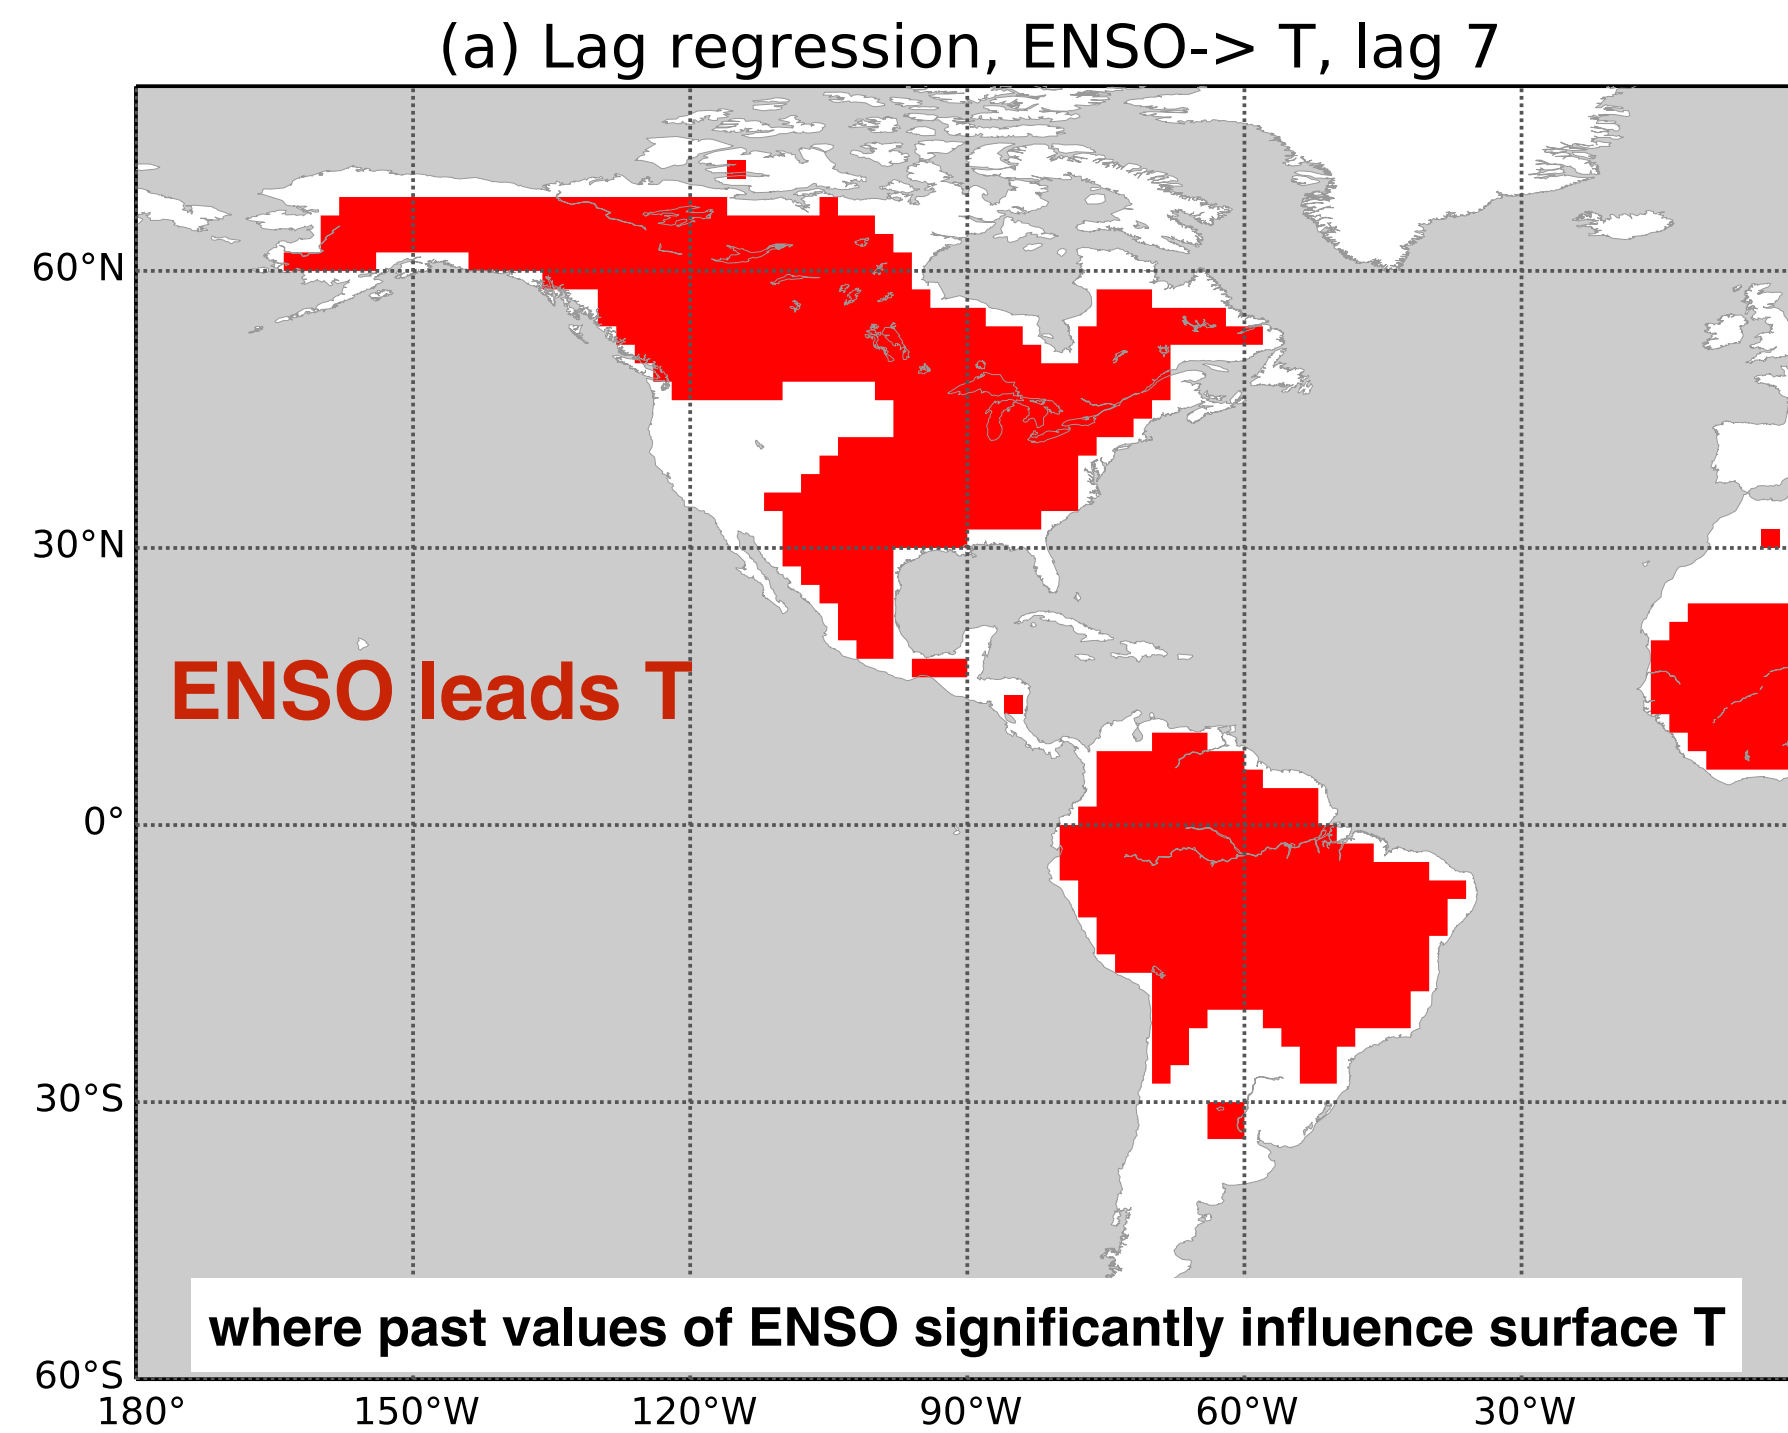 (a) Lag regression, ENSO-> T, lag 7
60°N
30°N
ENSO leads T
0°
30°S
where past values of ENSO significantly influence surface T
60°S
180° 150°W 120°W 90°W 60°W 30°W